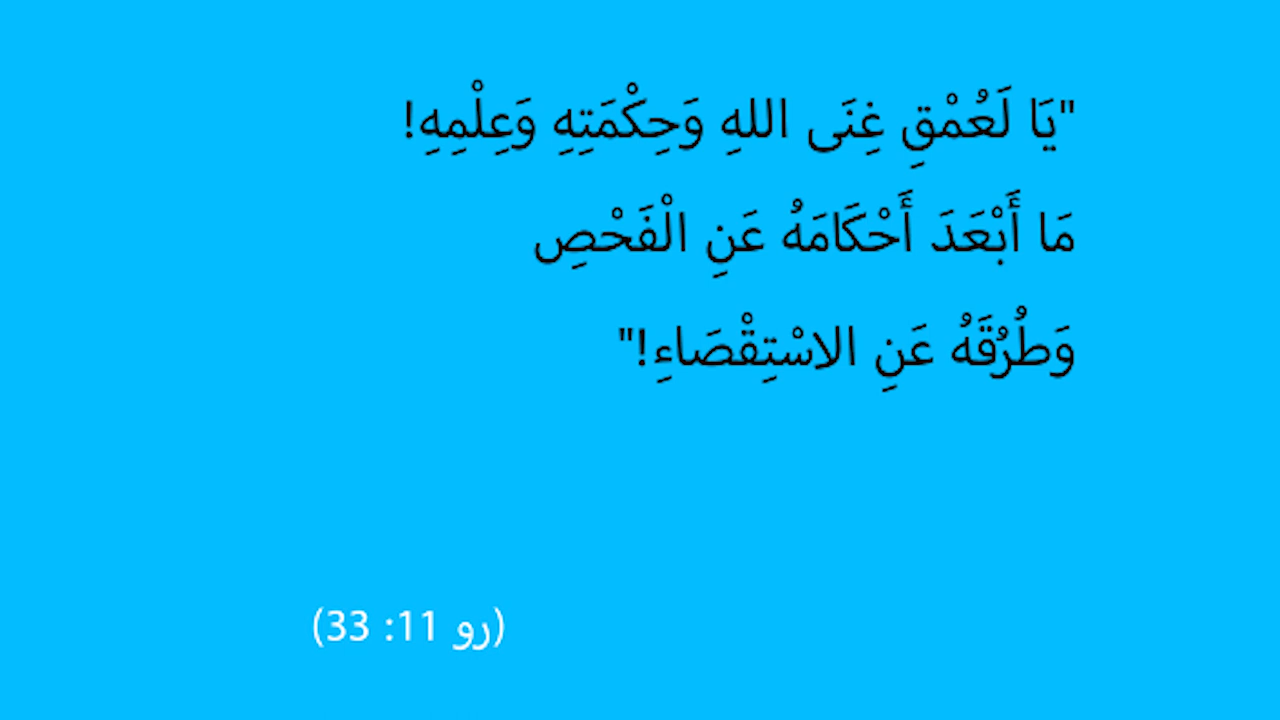 "يَا لَعُمْقِ غِنَى اللهِ وَحِكْمَتِهِ وَعِلْمِهِ!
مَا أَبْعَدَ أَحْكَامَهُ عَنِ الْفَحْصِ
وَطُرُقَهُ عَنِ الاسْتِقْصَاءِ!"
(رو 11: 33)